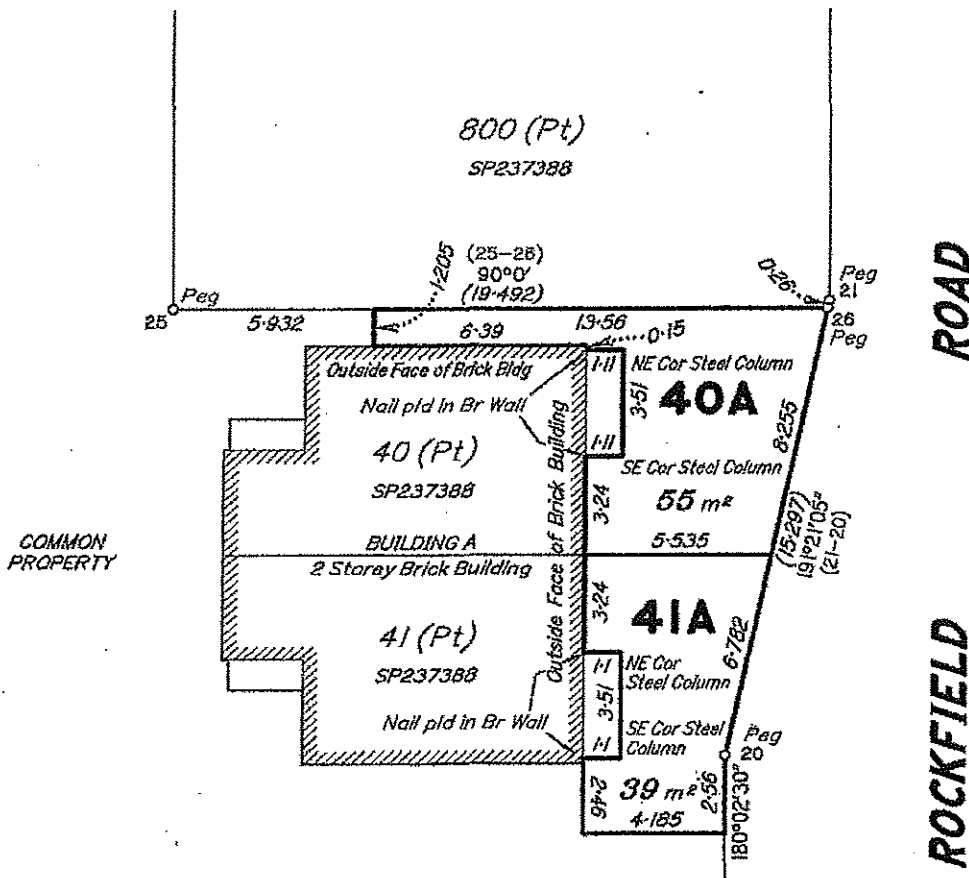 800 (Pt)
SP237388
ROAD
1·205
(25-26)
90°0'
(19·492)
0·26
Peg
21
26
Peg
Peg
25
5·932
6·39
13·56
0·15
Outside Face of Brick Bldg
1·11
NE Cor Steel Column
Nail pld in Br Wall
3·51
40A
8·255
40 (Pt)
1·11
SE Cor Steel Column
SP237388
Outside Face of Brick Building
3·24
55 m²
(15·297)
191°21'05"
(21-20)
COMMON
PROPERTY
BUILDING A
5·535
2 Storey Brick Building
3·24
41A
41 (Pt)
6·782
SP237388
1·1
NE Cor
Steel Column
3·51
Nail pld in Br Wall
1·1
SE Cor Steel
Column
Peg
20
2·46
39 m²
2·56
4·185
180°02'30"
ROCKFIELD